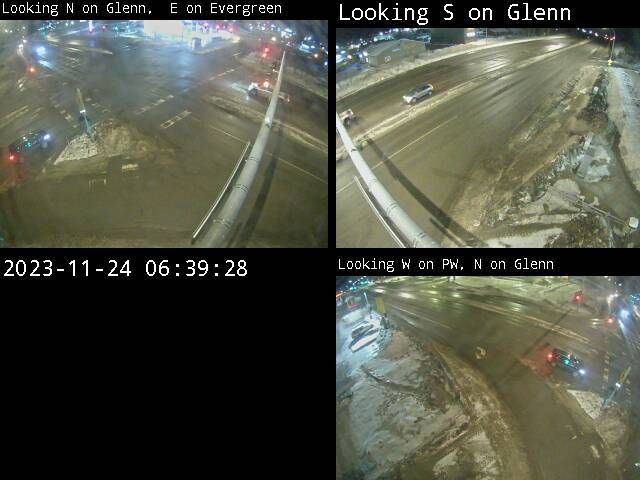 Looking N on Glenn,  E on Evergreen
Looking S on Glenn
2023-11-24 06:39:28
Looking W on PW, N on Glenn